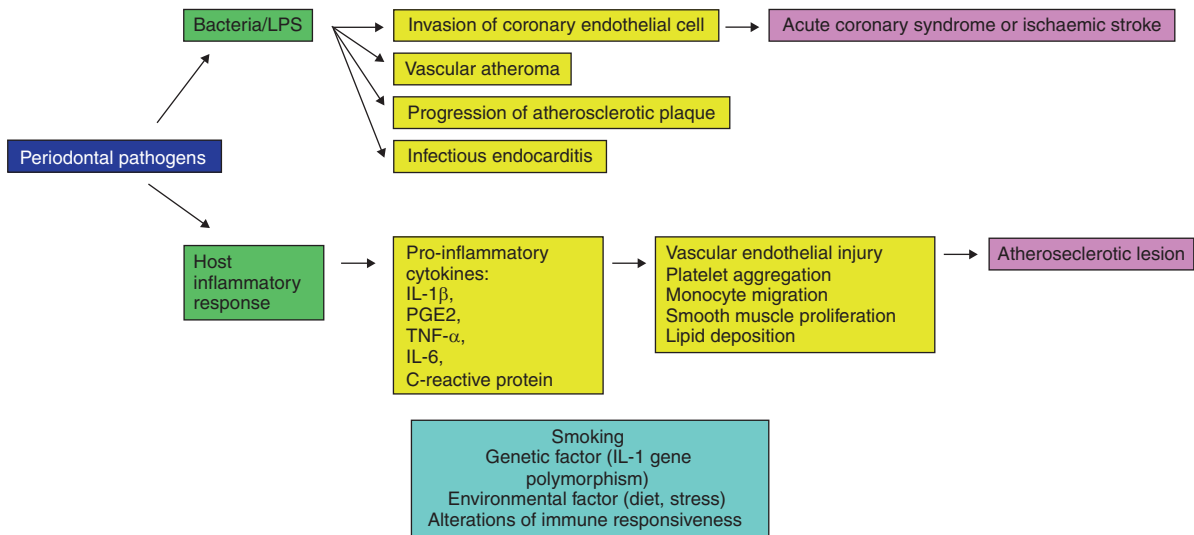 Bacteria/LPS
Invasion of coronary endothelial cell
Acute coronary syndrome or ischaemic stroke
Vascular atheroma
Progression of atherosclerotic plaque
Infectious endocarditis
Periodontal pathogens
Host
inflammatory
response
Pro-inflammatory
cytokines:
IL-1β,
PGE2,
TNF-α,
IL-6,
C-reactive protein
Vascular endothelial injury
Platelet aggregation
Monocyte migration
Smooth muscle proliferation
Lipid deposition
Atheroseclerotic lesion
Smoking
Genetic factor (IL-1 gene
polymorphism)
Environmental factor (diet, stress)
Alterations of immune responsiveness